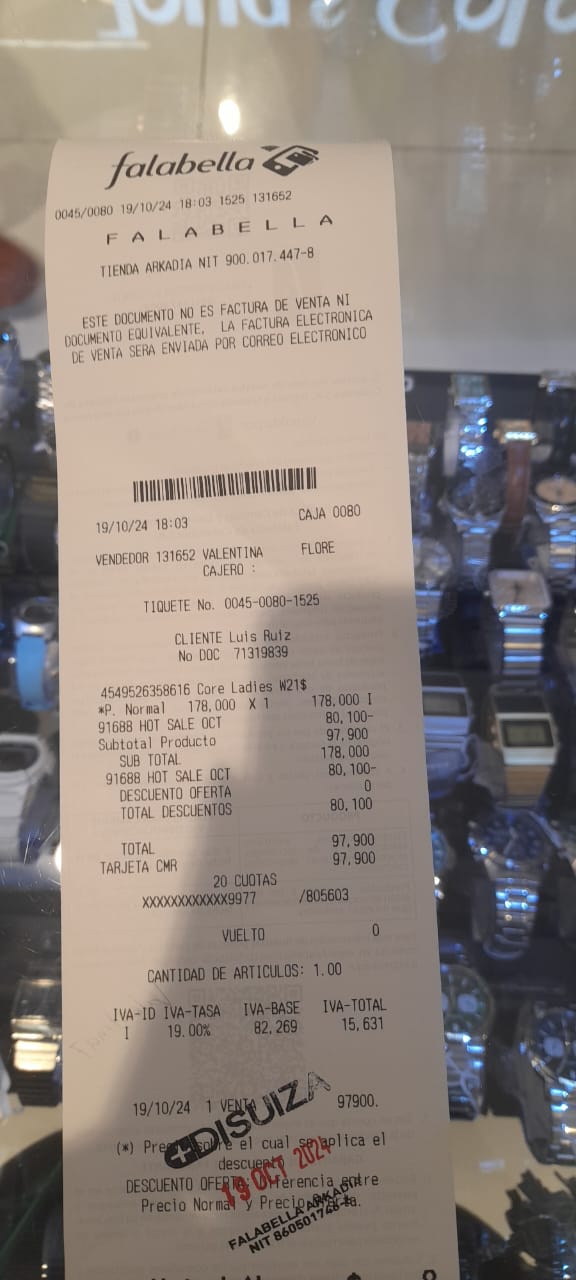 falabella
0045/0080 19/10/24 18:03 1525 131652
F A L A B E L L A
TIENDA ARKADIA NIT 900.017.447-8
ESTE DOCUMENTO NO ES FACTURA DE VENTA NI
DOCUMENTO EQUIVALENTE. LA FACTURA ELECTRONICA
DE VENTA SERA ENVIADA POR CORREO ELECTRONICO
19/10/24 18:03 CAJA 0080
VENDEDOR 131652 VALENTINA FLORE
CAJERO :
TIQUETE No. 0045-0080-1525
CLIENTE Luis Ruiz
No DOC 71319839
4549526358616 Core Ladies W21$
*P. Normal 178,000 X 1 178,000 I
91688 HOT SALE OCT 80,100-
Subtotal Producto 97,900
SUB TOTAL 178,000
91688 HOT SALE OCT 80,100-
DESCUENTO OFERTA 0
TOTAL DESCUENTOS 80,100
TOTAL 97,900
TARJETA CMR 97,900
20 CUOTAS
XXXXXXXXXXXX9977 /805603
VUELTO 0
CANTIDAD DE ARTICULOS: 1.00
IVA-ID IVA-TASA IVA-BASE IVA-TOTAL
I 19.00% 82,269 15,631
19/10/24 1 VENTA 97900.
DISUIZA
(*) Precio sobre el cual se aplica el
descuento
19 OCT 2024
DESCUENTO OFERTA: Diferencia entre
Precio Normal y Precio Oferta.
FALABELLA ARKADIA
NIT 860501748-2